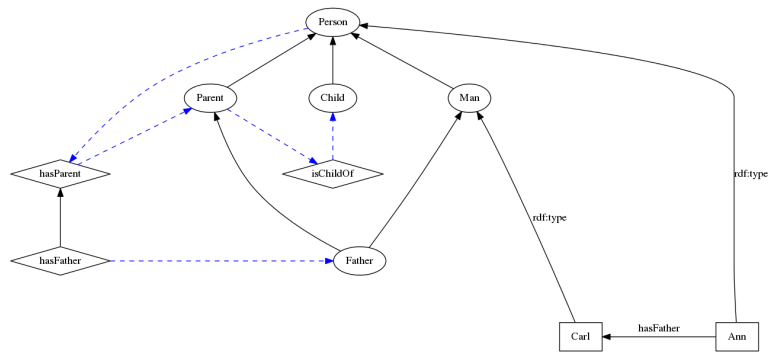 Person
Parent
Child
Man
hasParent
isChildOf
rdf:type
rdf:type
hasFather
Father
Carl
hasFather
Ann